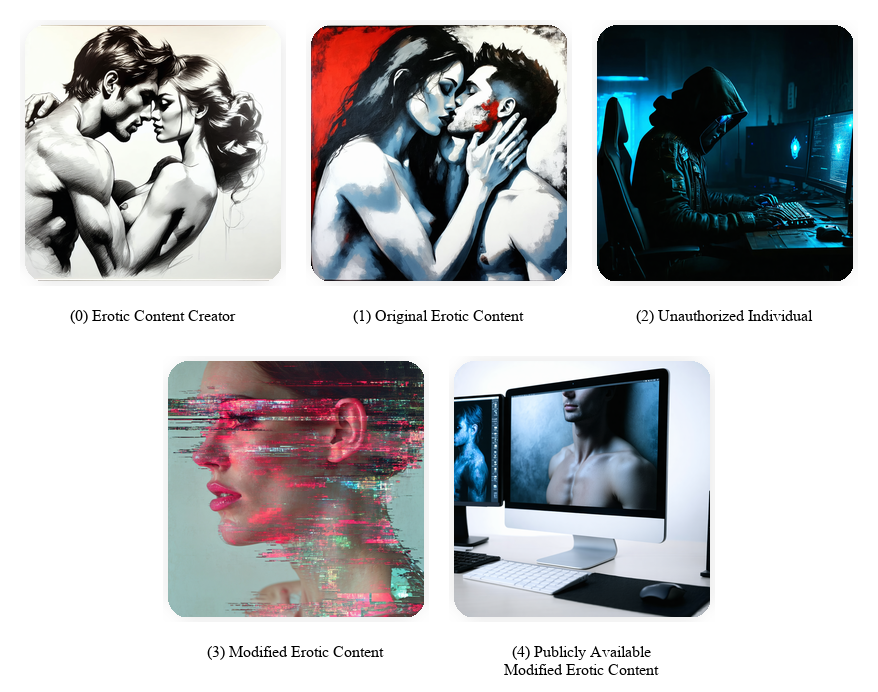 (0) Erotic Content Creator
(1) Original Erotic Content
(2) Unauthorized Individual
(3) Modified Erotic Content
(4) Publicly Available
Modified Erotic Content